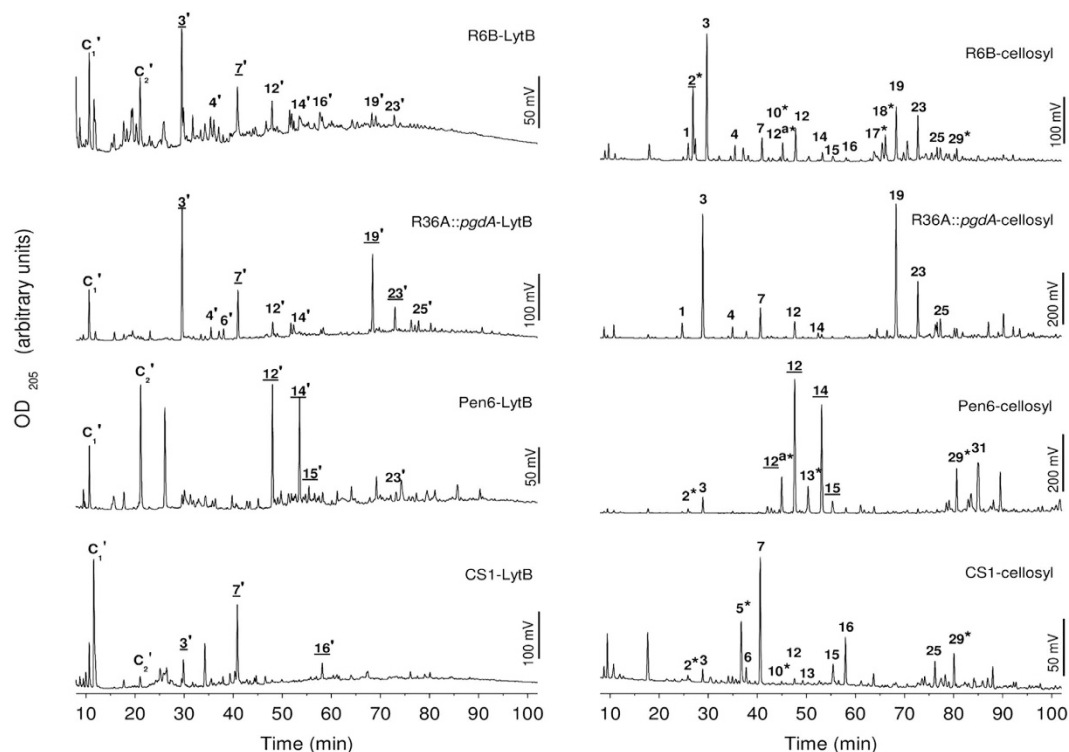 OD 205 (arbitrary units)
R6B-LytB
C1' C2' 3' 4' 7' 12' 14' 16' 19' 23'
50 mV
R36A::pgdA-LytB
C1' 3' 4' 6' 7' 12' 14' 19' 23' 25'
100 mV
Pen6-LytB
C1' C2' 12' 14' 15' 23'
50 mV
CS1-LytB
C1' C2' 3' 7' 16'
100 mV
10 20 30 40 50 60 70 80 90 100
Time (min)
R6B-cellosyl
1 2* 3 4 7 10* 12a* 12 14 15 16 17* 18* 19 23 25 29*
100 mV
R36A::pgdA-cellosyl
1 3 4 7 12 14 19 23 25
200 mV
Pen6-cellosyl
2* 3 12a* 12 13* 14 15 29* 31
200 mV
CS1-cellosyl
2* 3 5* 6 7 10* 12 13 15 16 25 29*
50 mV
10 20 30 40 50 60 70 80 90 100
Time (min)